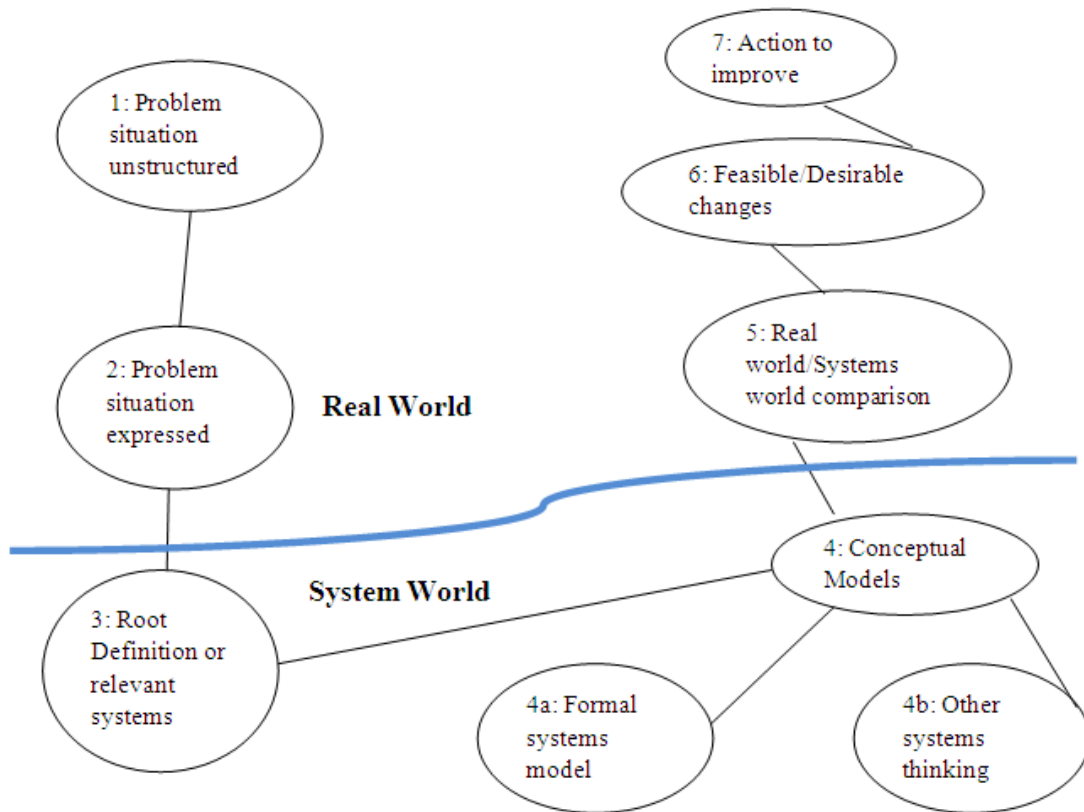 1: Problem
situation
unstructured
2: Problem
situation
expressed
Real World
3: Root
Definition or
relevant
systems
System World
4: Conceptual
Models
4a: Formal
systems
model
4b: Other
systems
thinking
5: Real
world/Systems
world comparison
6: Feasible/Desirable
changes
7: Action to
improve